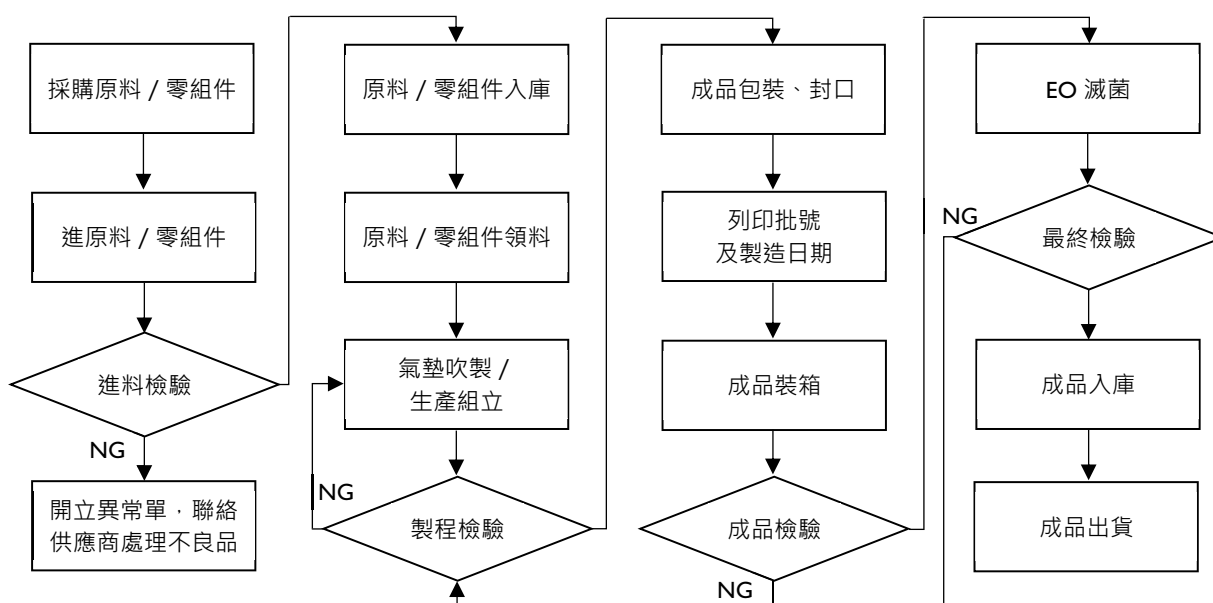 採購原料 / 零組件
進原料 / 零組件
進料檢驗
NG
開立異常單，聯絡
供應商處理不良品
原料 / 零組件入庫
原料 / 零組件領料
氣墊吹製 /
生產組立
NG
製程檢驗
成品包裝、封口
列印批號
及製造日期
成品裝箱
成品檢驗
NG
EO 滅菌
NG
最終檢驗
成品入庫
成品出貨